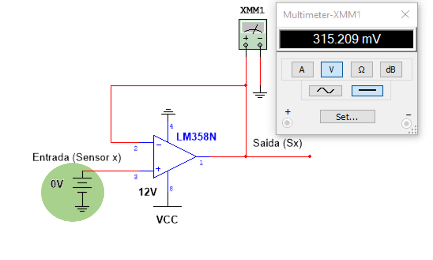 XMM1
Multimeter-XMM1
×
315.209 mV
A
V
Ω
dB
Set...
+
−
+
−
4
LM358N
2
−
+
3
1
8
Entrada (Sensor x)
Saida (Sx)
0V
12V
VCC